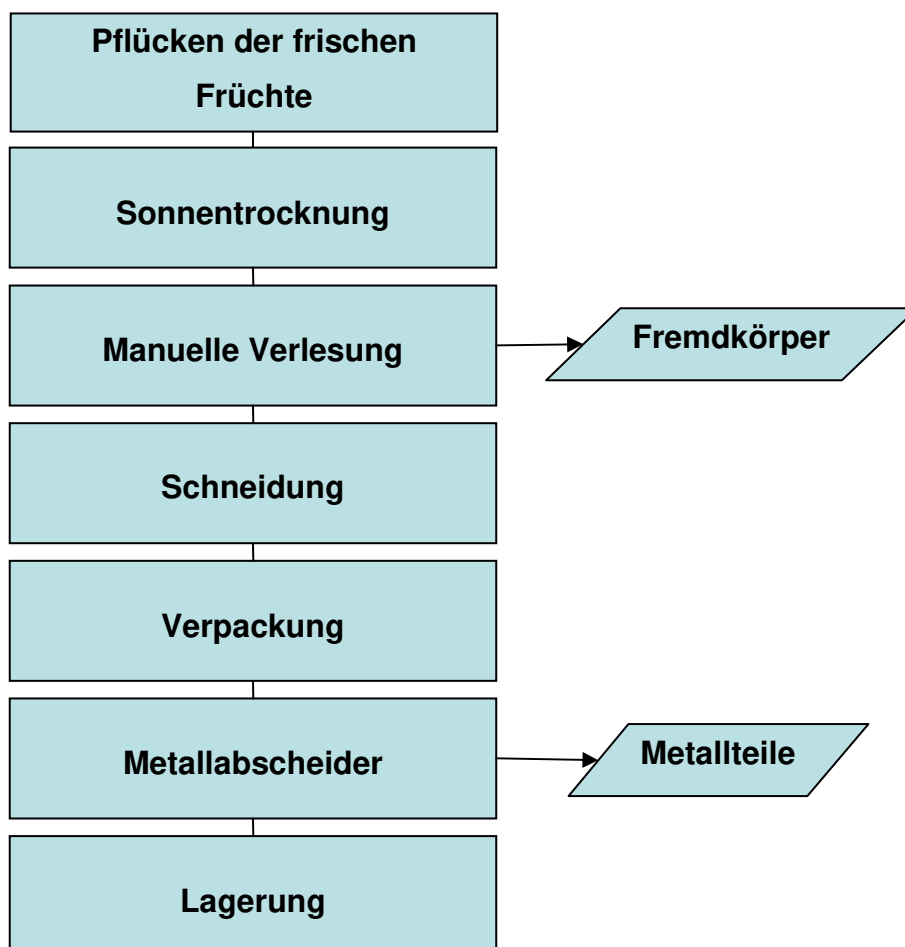 Pflücken der frischen
Früchte
Sonnentrocknung
Manuelle Verlesung
Fremdkörper
Schneidung
Verpackung
Metallabscheider
Metallteile
Lagerung